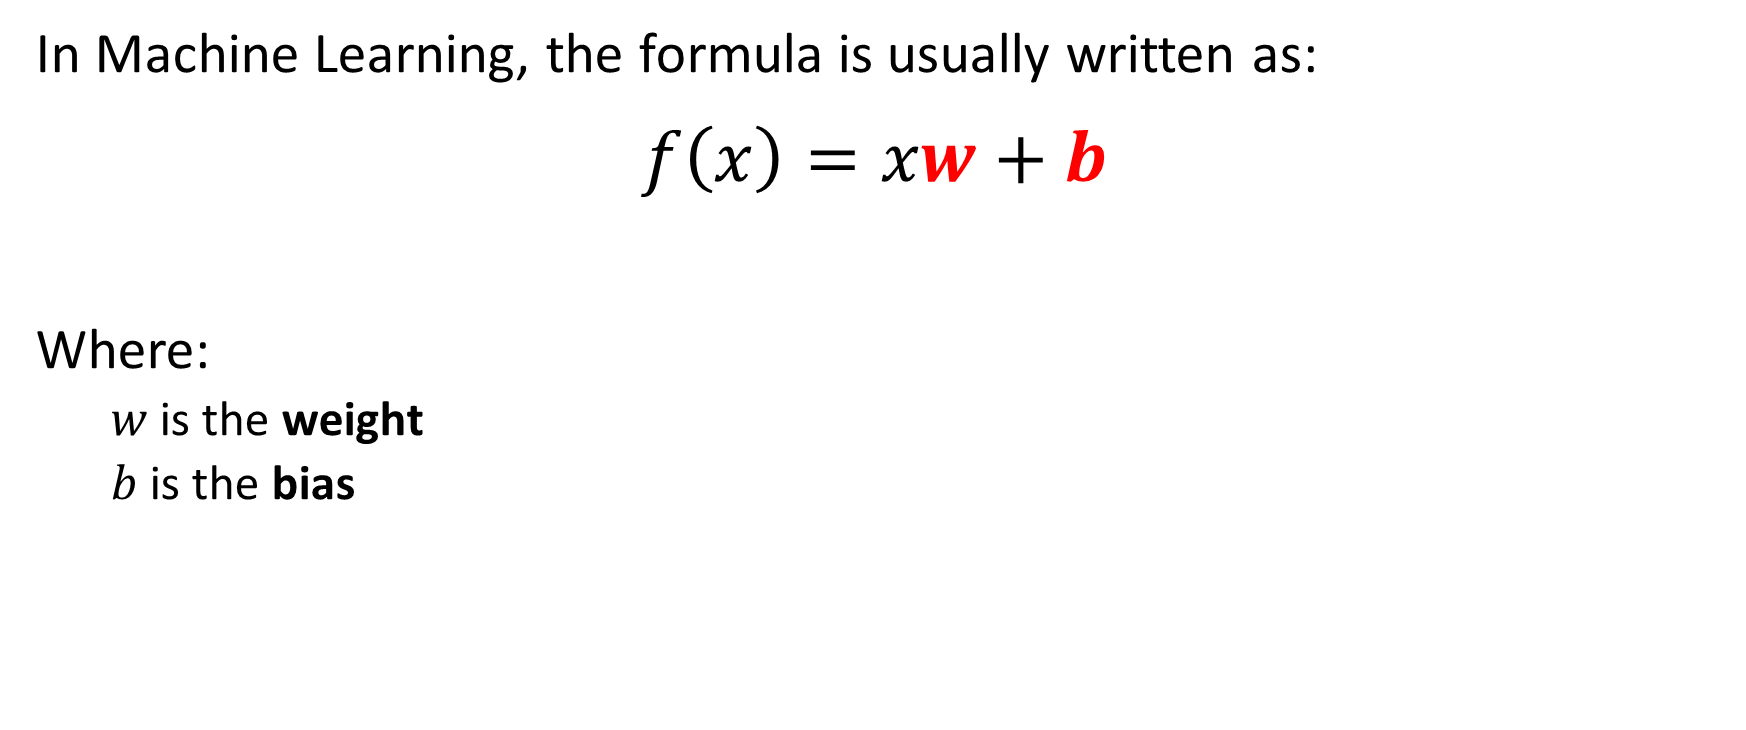 In Machine Learning, the formula is usually written as:
f(x) = xw + b
Where:
w is the weight
b is the bias